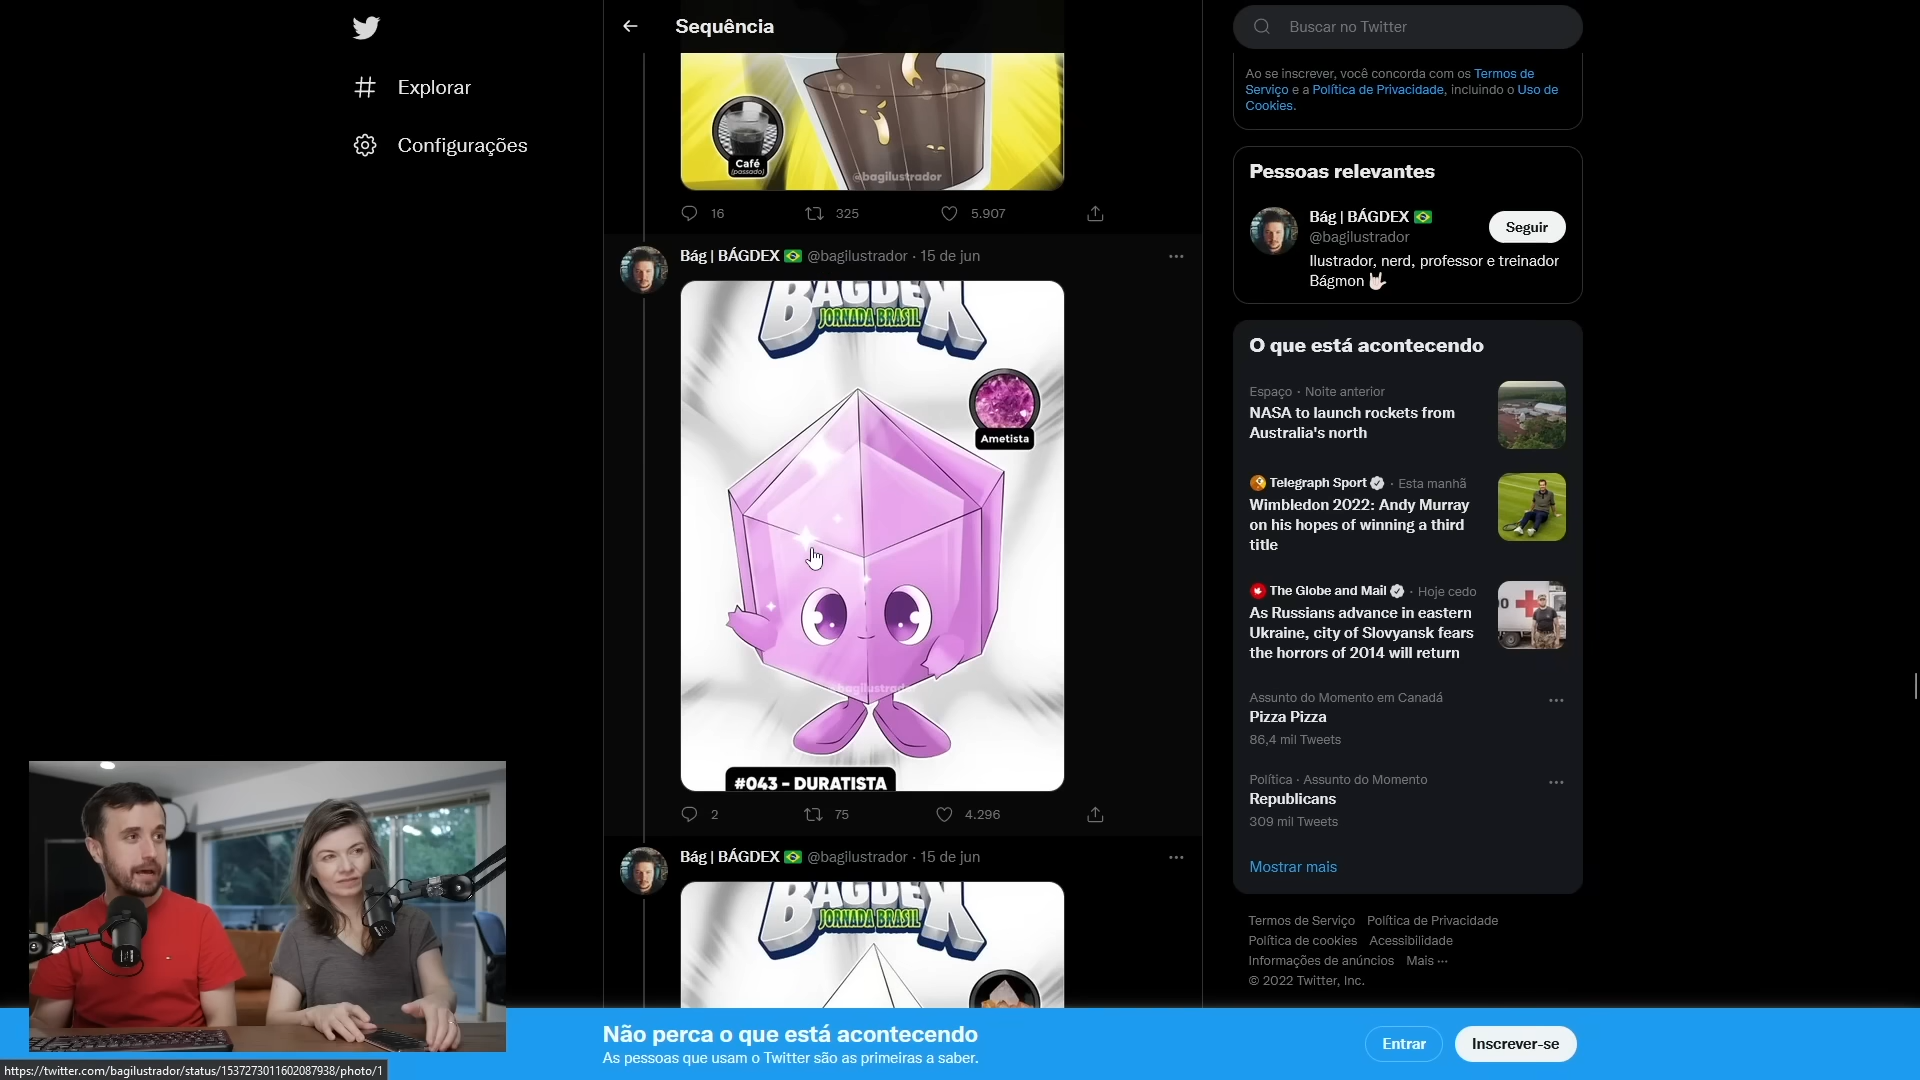 Explorar
Configurações
Sequência
Café
(passado)
@bagilustrador
16
325
5.907
Bág | BÁGDEX 🇧🇷 @bagilustrador · 15 de jun
BÁGDEX
JORNADA BRASIL
Ametista
bagilustrador
#043 - DURATISTA
2
75
4.296
Bág | BÁGDEX 🇧🇷 @bagilustrador · 15 de jun
BÁGDEX
JORNADA BRASIL
Buscar no Twitter
Ao se inscrever, você concorda com os Termos de
Serviço e a Política de Privacidade, incluindo o Uso de
Cookies.
Pessoas relevantes
Bág | BÁGDEX 🇧🇷
@bagilustrador
Seguir
Ilustrador, nerd, professor e treinador
Bágmon
O que está acontecendo
Espaço · Noite anterior
NASA to launch rockets from
Australia's north
Telegraph Sport · Esta manhã
Wimbledon 2022: Andy Murray
on his hopes of winning a third
title
The Globe and Mail · Hoje cedo
As Russians advance in eastern
Ukraine, city of Slovyansk fears
the horrors of 2014 will return
Assunto do Momento em Canadá
Pizza Pizza
86,4 mil Tweets
Política · Assunto do Momento
Republicans
309 mil Tweets
Mostrar mais
Termos de Serviço Política de Privacidade
Política de cookies Acessibilidade
Informações de anúncios Mais ···
© 2022 Twitter, Inc.
Não perca o que está acontecendo
As pessoas que usam o Twitter são as primeiras a saber.
Entrar
Inscrever-se
https://twitter.com/bagilustrador/status/1537273011602087938/photo/1